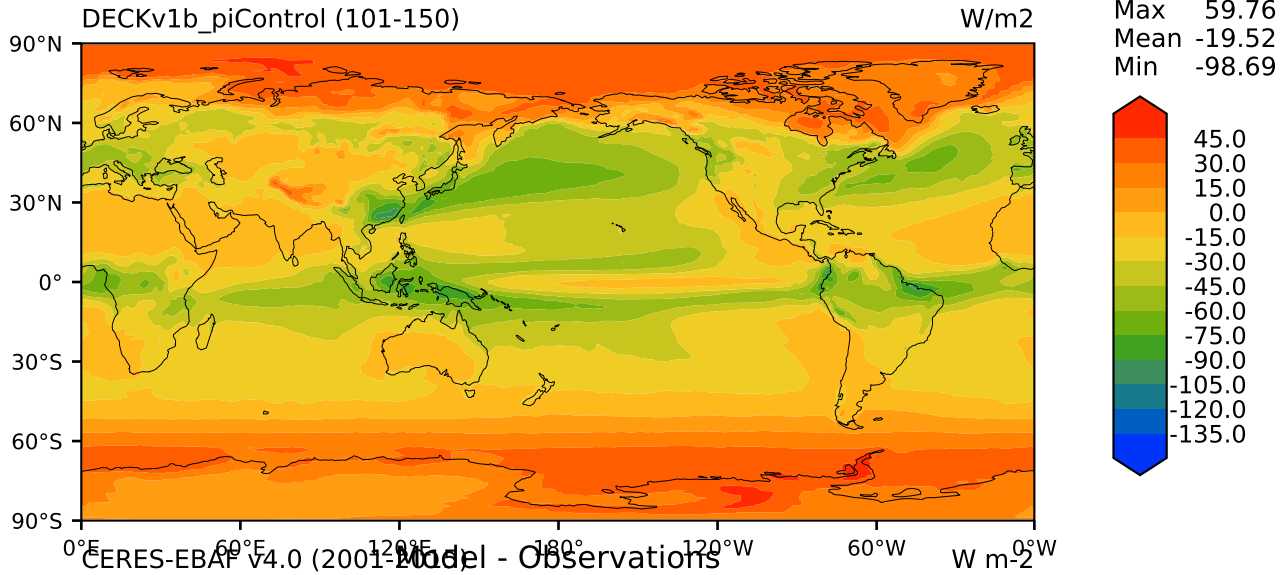 DECKv1b_piControl (101-150)
W/m2
Max 59.76
Mean -19.52
Min -98.69
90°N
60°N
30°N
0°
30°S
60°S
90°S
0°E 60°E 120°E 180° 120°W 60°W 0°W
45.0
30.0
15.0
0.0
-15.0
-30.0
-45.0
-60.0
-75.0
-90.0
-105.0
-120.0
-135.0
CERES-EBAF v4.0 (2001-
Model - Observations
W m-2